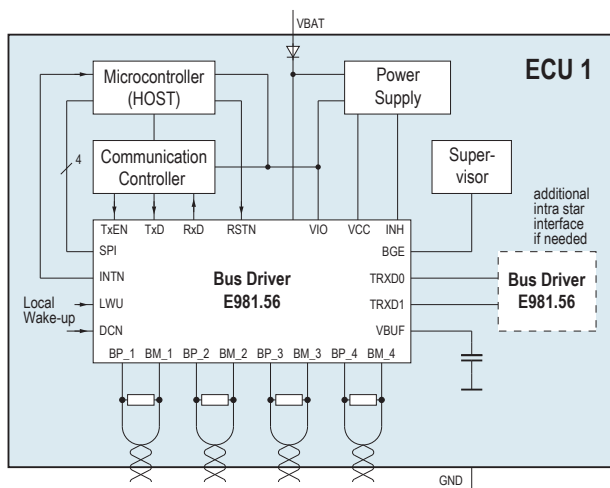 VBAT
ECU 1
Microcontroller
(HOST)
Power
Supply
4
Communication
Controller
Super-
visor
additional
intra star
interface
if needed
TxEN TxD RxD RSTN VIO VCC INH
SPI
BGE
INTN
Bus Driver
E981.56
TRXD0
Bus Driver
E981.56
Local
Wake-up
LWU
TRXD1
DCN
VBUF
BP_1 BM_1 BP_2 BM_2 BP_3 BM_3 BP_4 BM_4
GND